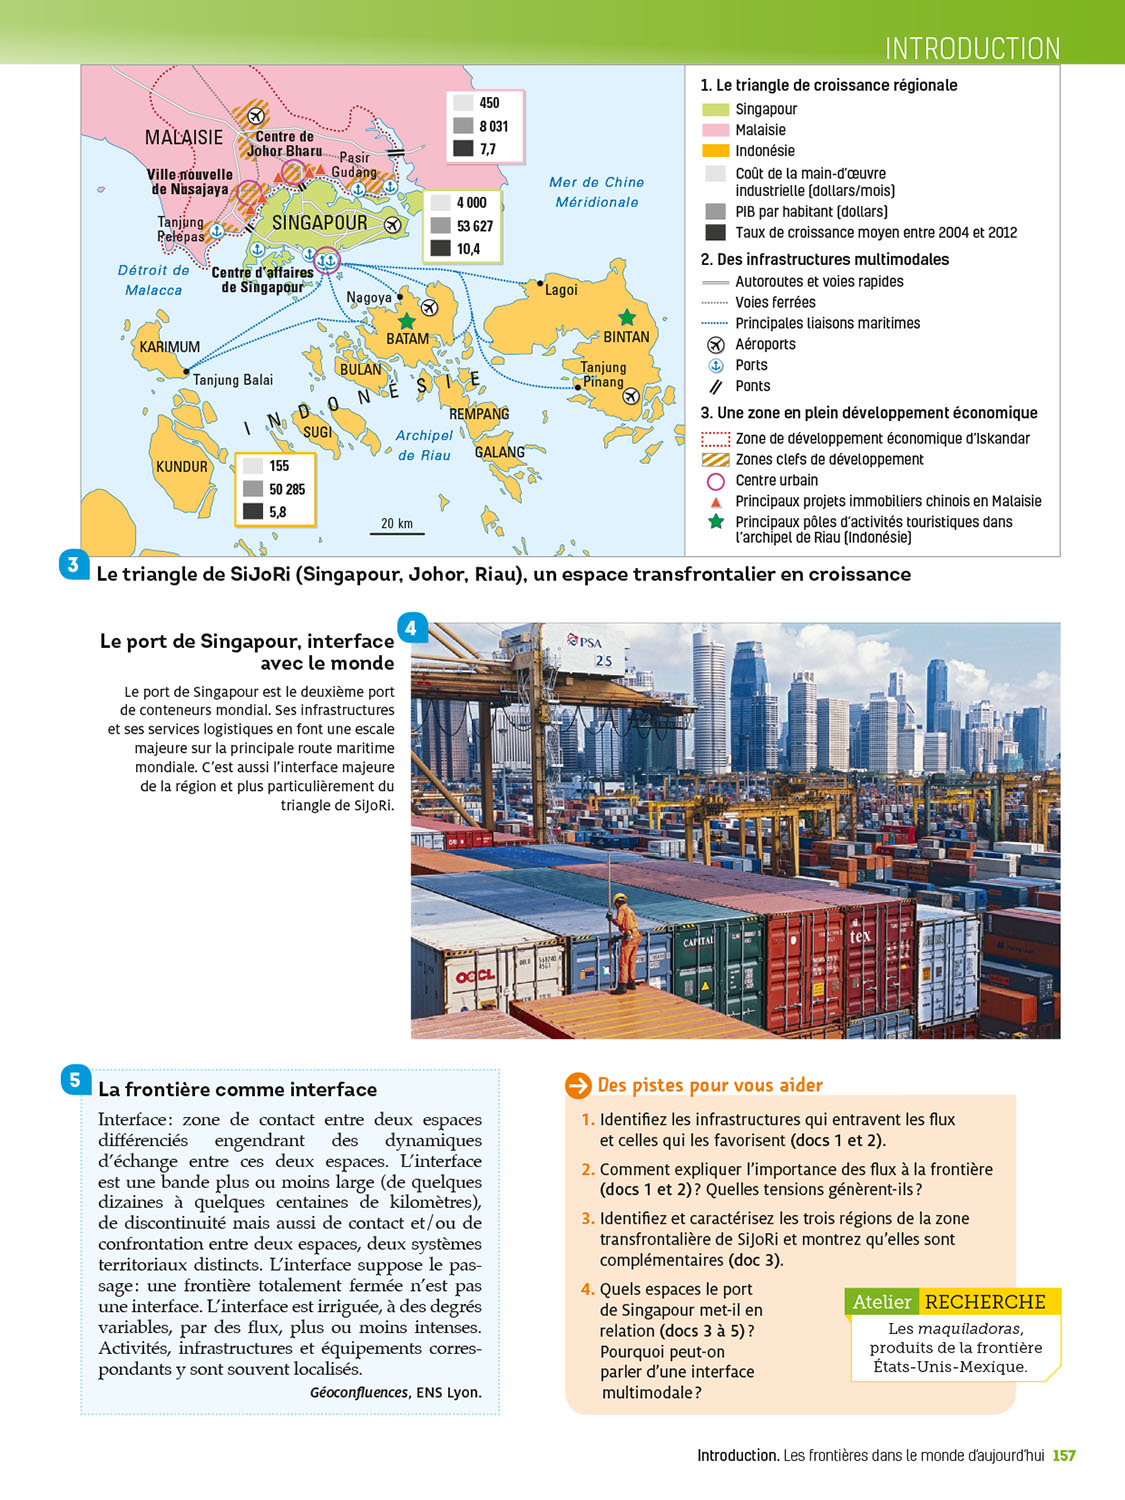 INTRODUCTION
MALAISIE
Centre de
Johor Bharu
Pasir
Gudang
Ville nouvelle
de Nusajaya
Tanjung
Pelepas
SINGAPOUR
Détroit de
Malacca
Centre d'affaires
de Singapour
Mer de Chine
Méridionale
450
8 031
7,7
4 000
53 627
10,4
Nagoya
Lagoi
BATAM
BINTAN
KARIMUM
Tanjung Balai
BULAN
Tanjung
Pinang
INDONÉSIE
REMPANG
SUGI
Archipel
de Riau
GALANG
KUNDUR
155
50 285
5,8
20 km
1. Le triangle de croissance régionale
Singapour
Malaisie
Indonésie
Coût de la main-d'œuvre
industrielle (dollars/mois)
PIB par habitant (dollars)
Taux de croissance moyen entre 2004 et 2012
2. Des infrastructures multimodales
Autoroutes et voies rapides
Voies ferrées
Principales liaisons maritimes
Aéroports
Ports
Ponts
3. Une zone en plein développement économique
Zone de développement économique d'Iskandar
Zones clefs de développement
Centre urbain
Principaux projets immobiliers chinois en Malaisie
Principaux pôles d'activités touristiques dans
l'archipel de Riau (Indonésie)
3
Le triangle de SiJoRi (Singapour, Johor, Riau), un espace transfrontalier en croissance
4
Le port de Singapour, interface
avec le monde
Le port de Singapour est le deuxième port
de conteneurs mondial. Ses infrastructures
et ses services logistiques en font une escale
majeure sur la principale route maritime
mondiale. C'est aussi l'interface majeure
de la région et plus particulièrement du
triangle de SiJoRi.
PSA
25
OOCL
CAPITAL
tex
5
La frontière comme interface
Interface : zone de contact entre deux espaces
différenciés engendrant des dynamiques
d'échange entre ces deux espaces. L'interface
est une bande plus ou moins large (de quelques
dizaines à quelques centaines de kilomètres),
de discontinuité mais aussi de contact et/ou de
confrontation entre deux espaces, deux systèmes
territoriaux distincts. L'interface suppose le pas-
sage : une frontière totalement fermée n'est pas
une interface. L'interface est irriguée, à des degrés
variables, par des flux, plus ou moins intenses.
Activités, infrastructures et équipements corres-
pondants y sont souvent localisés.
Géoconfluences, ENS Lyon.
Des pistes pour vous aider
1. Identifiez les infrastructures qui entravent les flux
et celles qui les favorisent (docs 1 et 2).
2. Comment expliquer l'importance des flux à la frontière
(docs 1 et 2) ? Quelles tensions génèrent-ils ?
3. Identifiez et caractérisez les trois régions de la zone
transfrontalière de SiJoRi et montrez qu'elles sont
complémentaires (doc 3).
4. Quels espaces le port
de Singapour met-il en
relation (docs 3 à 5) ?
Pourquoi peut-on
parler d'une interface
multimodale ?
Atelier RECHERCHE
Les maquiladoras,
produits de la frontière
États-Unis-Mexique.
Introduction. Les frontières dans le monde d'aujourd'hui 157